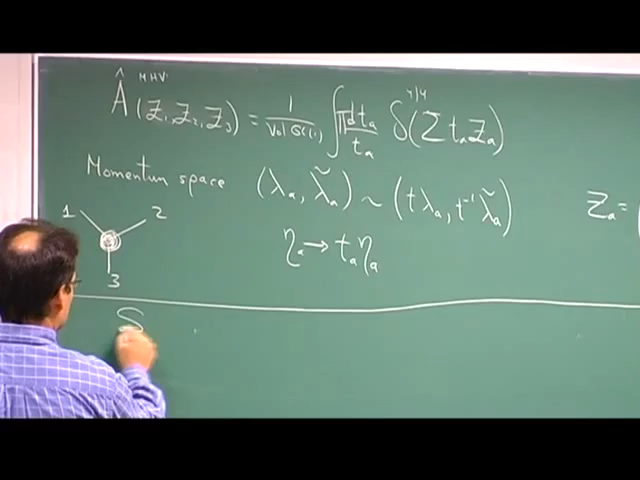 Â^MHV (Z₁, Z₂, Z₃) = 1/Vol Gl(1) ∫ ∏dtₐ/tₐ δ^4|4 (Σ tₐZₐ)
Momentum space (λₐ, λ̃ₐ) ~ (tλₐ, t⁻¹λ̃ₐ)
Zₐ = (
1 2
ηₐ → tₐηₐ
3
S